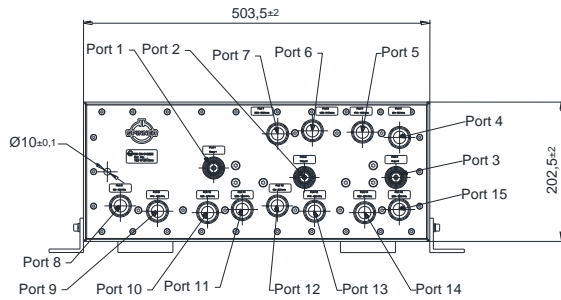 503,5±2
Port 1
Port 2
Port 7
Port 6
Port 5
Port 4
Ø10±0,1
SPINNER
Port 3
202,5±2
Port 15
Port 8
Port 9
Port 10
Port 11
Port 12
Port 13
Port 14